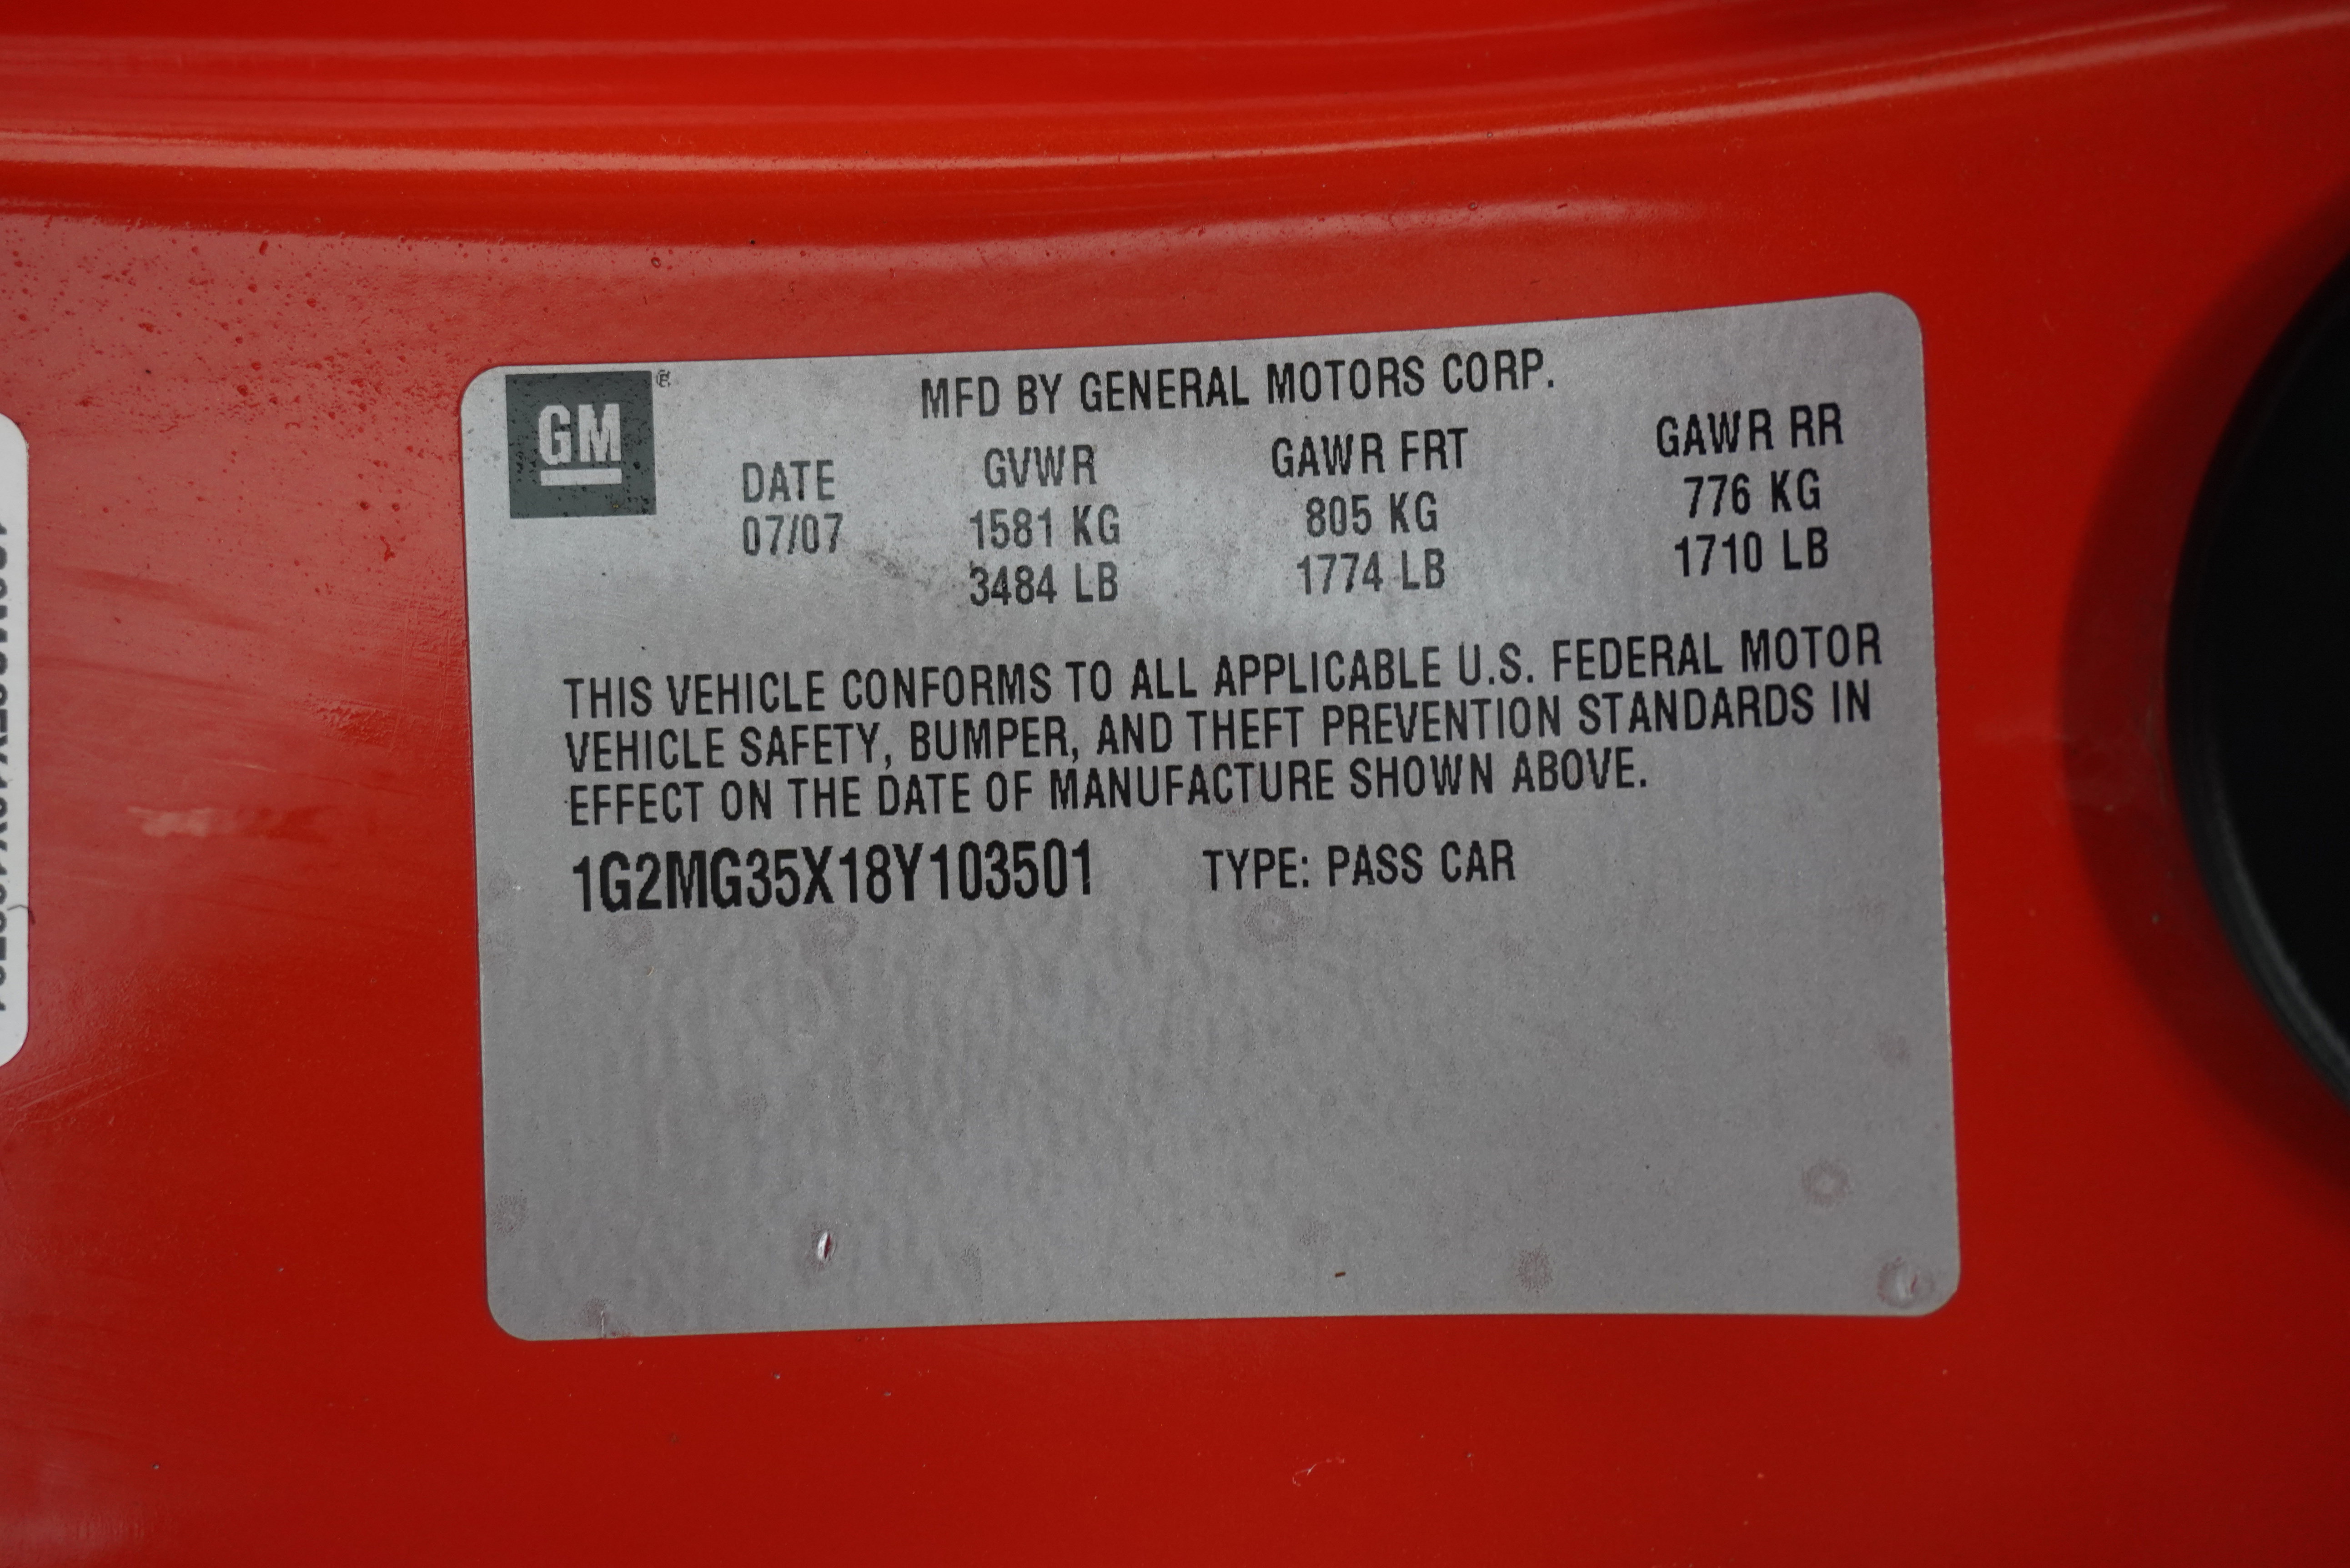 GM ®
MFD BY GENERAL MOTORS CORP.
DATE GVWR GAWR FRT GAWR RR
07/07 1581 KG 805 KG 776 KG
3484 LB 1774 LB 1710 LB
THIS VEHICLE CONFORMS TO ALL APPLICABLE U.S. FEDERAL MOTOR
VEHICLE SAFETY, BUMPER, AND THEFT PREVENTION STANDARDS IN
EFFECT ON THE DATE OF MANUFACTURE SHOWN ABOVE.
1G2MG35X18Y103501 TYPE: PASS CAR